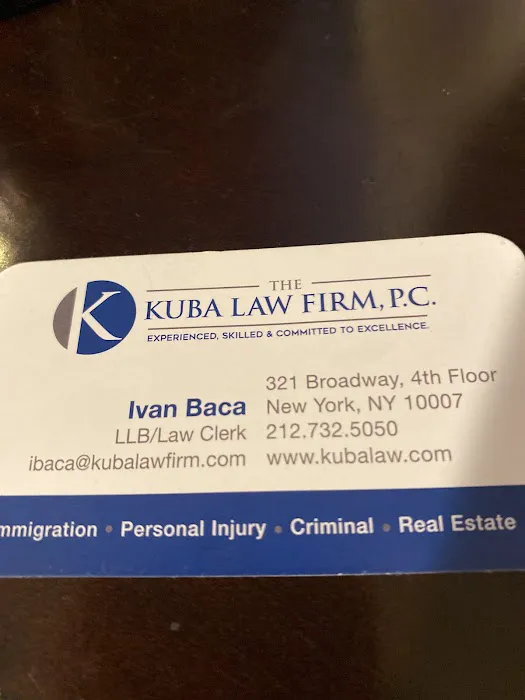 K
THE
KUBA LAW FIRM, P.C.
EXPERIENCED, SKILLED & COMMITTED TO EXCELLENCE.
Ivan Baca
LLB/Law Clerk
ibaca@kubalawfirm.com
321 Broadway, 4th Floor
New York, NY 10007
212.732.5050
www.kubalaw.com
mmigration • Personal Injury • Criminal • Real Estate